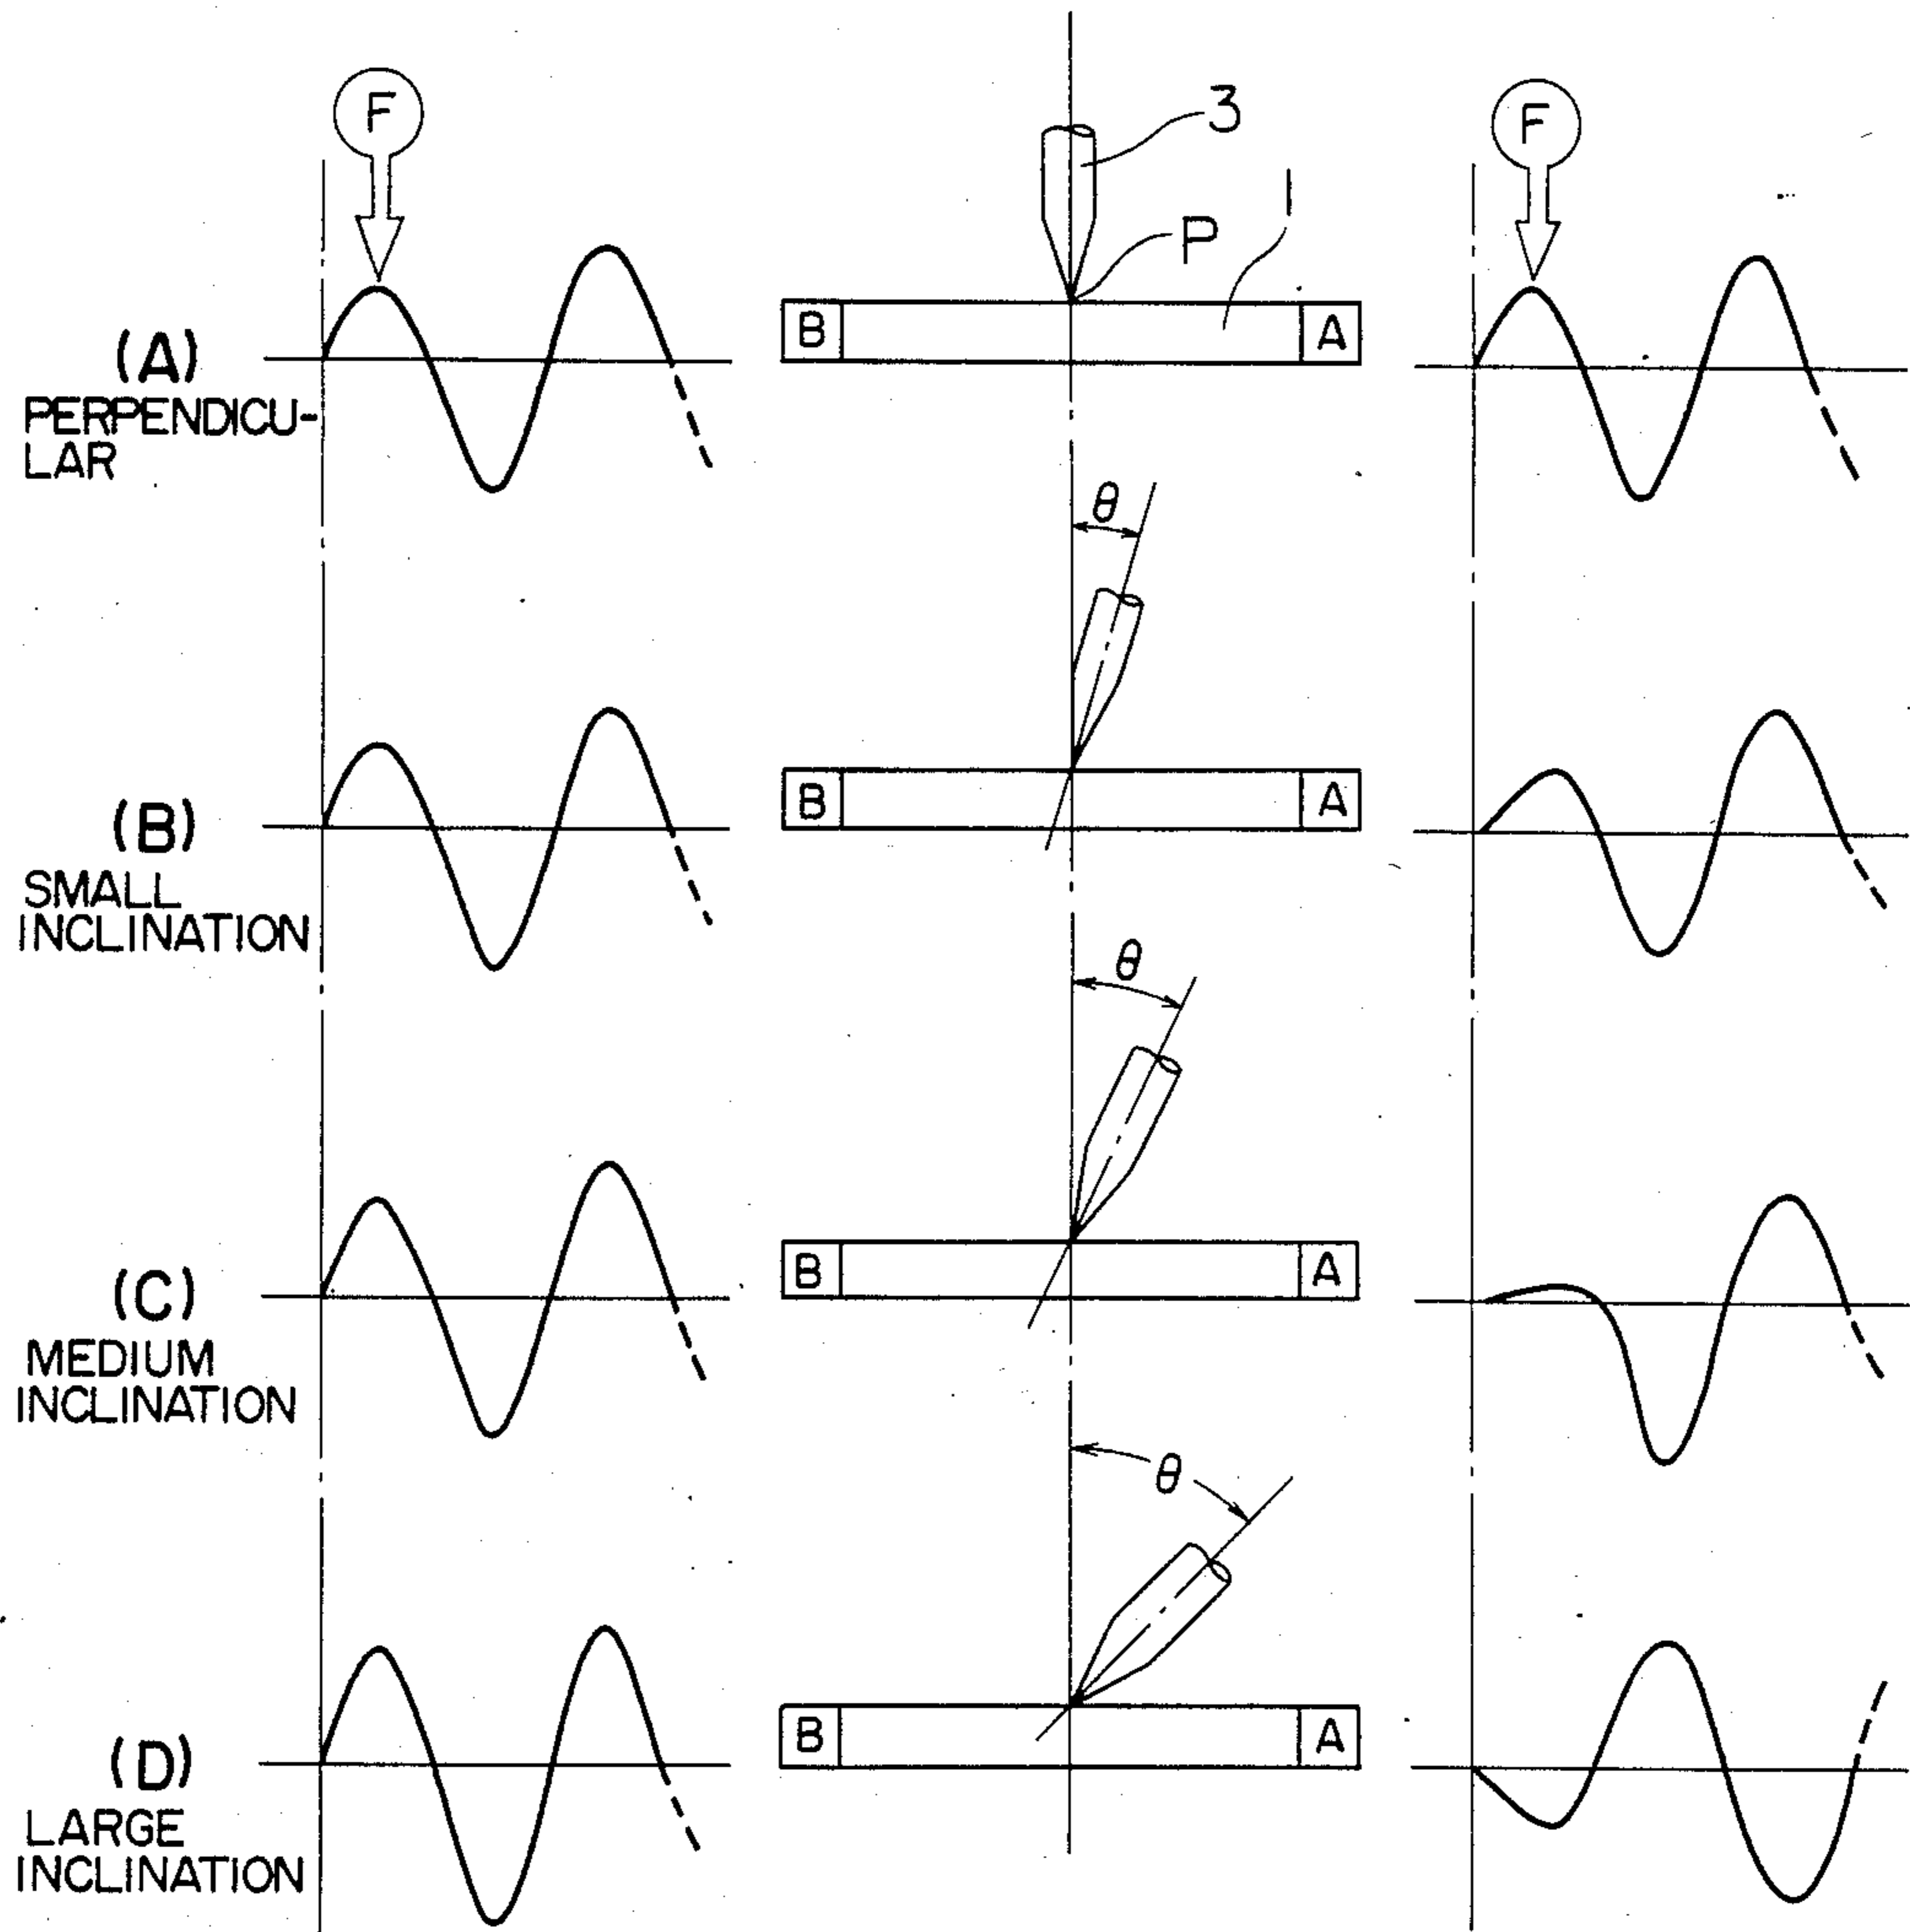 F
3
F
1
P
B
A
(A)
PERPENDICU-
LAR
θ
B
A
(B)
SMALL
INCLINATION
θ
B
A
(C)
MEDIUM
INCLINATION
θ
B
A
(D)
LARGE
INCLINATION